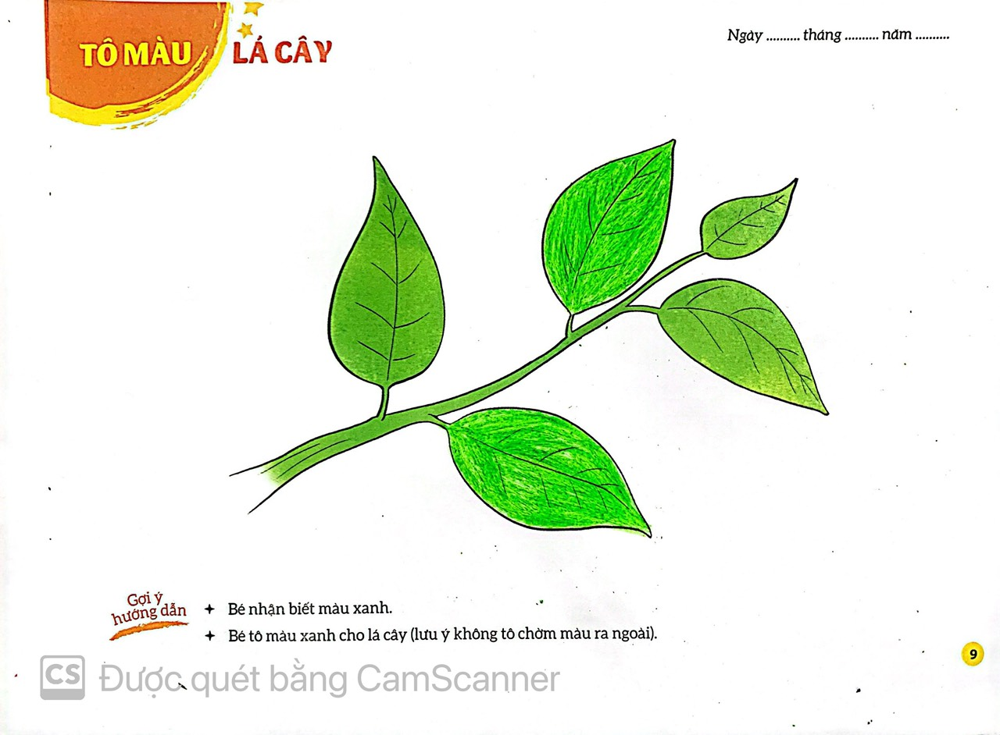 TÔ MÀU LÁ CÂY
Ngày .......... tháng .......... năm ..........
Gợi ý
hướng dẫn
Bé nhận biết màu xanh.
Bé tô màu xanh cho lá cây (lưu ý không tô chờm màu ra ngoài).
9
CS Được quét bằng CamScanner